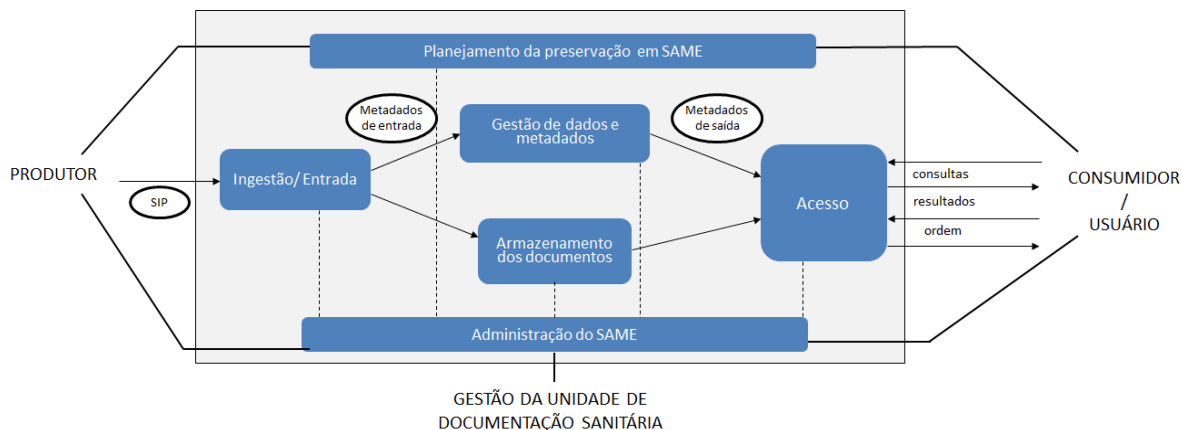 Planejamento da preservação em SAME
Metadados
de entrada
Gestão de dados e
metadados
Metadados
de saída
PRODUTOR
SIP
Ingestão/ Entrada
Acesso
consultas
resultados
ordem
CONSUMIDOR
/
USUÁRIO
Armazenamento
dos documentos
Administração do SAME
GESTÃO DA UNIDADE DE
DOCUMENTAÇÃO SANITÁRIA